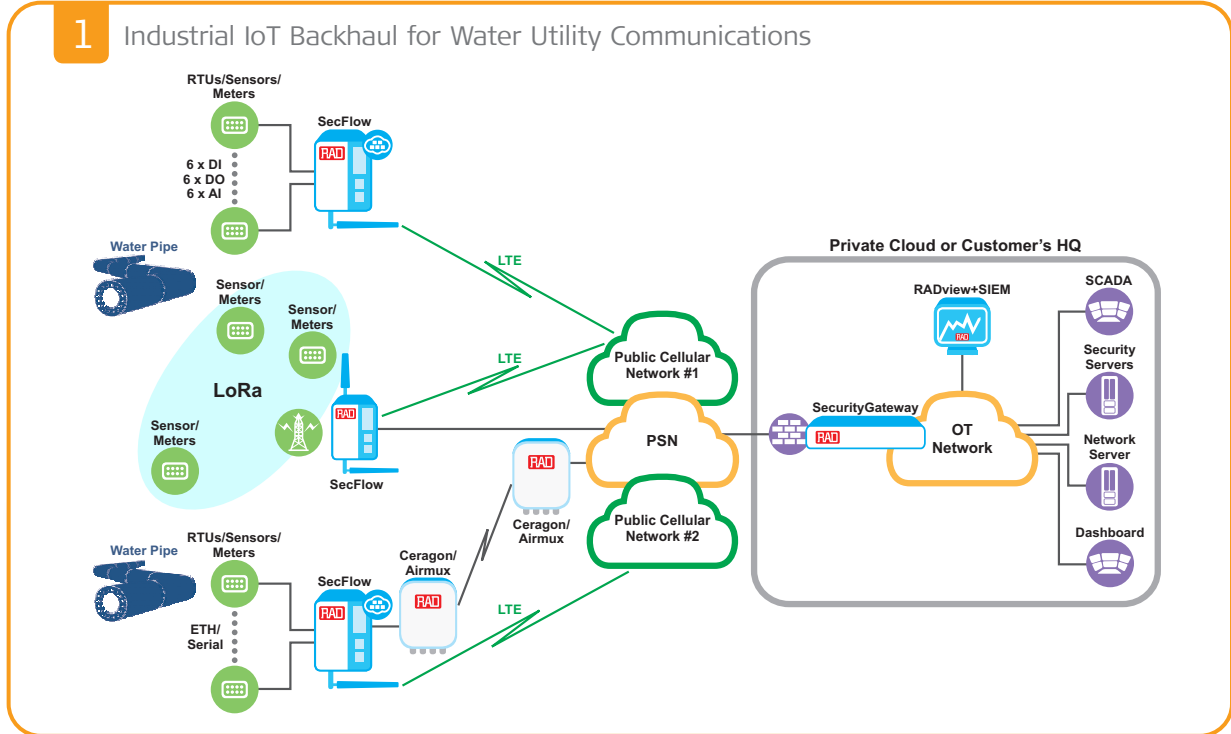 1
Industrial IoT Backhaul for Water Utility Communications
RTUs/Sensors/
Meters
6 x DI
6 x DO
6 x AI
SecFlow
RAD
Water Pipe
LTE
Sensor/
Meters
Sensor/
Meters
LoRa
Sensor/
Meters
RAD
SecFlow
LTE
Water Pipe
RTUs/Sensors/
Meters
ETH/
Serial
SecFlow
RAD
Ceragon/
Airmux
RAD
RAD
Ceragon/
Airmux
LTE
Public Cellular
Network #1
PSN
Public Cellular
Network #2
Private Cloud or Customer's HQ
RADview+SIEM
RAD
SecurityGateway
RAD
OT
Network
SCADA
Security
Servers
Network
Server
Dashboard